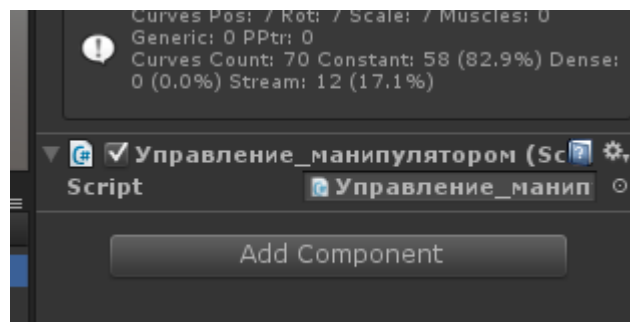 Curves Pos: 7 Rot: 7 Scale: 7 Muscles: 0
Generic: 0 PPtr: 0
Curves Count: 70 Constant: 58 (82.9%) Dense:
0 (0.0%) Stream: 12 (17.1%)
Управление_манипулятором (Sc
Script Управление_манип
Add Component